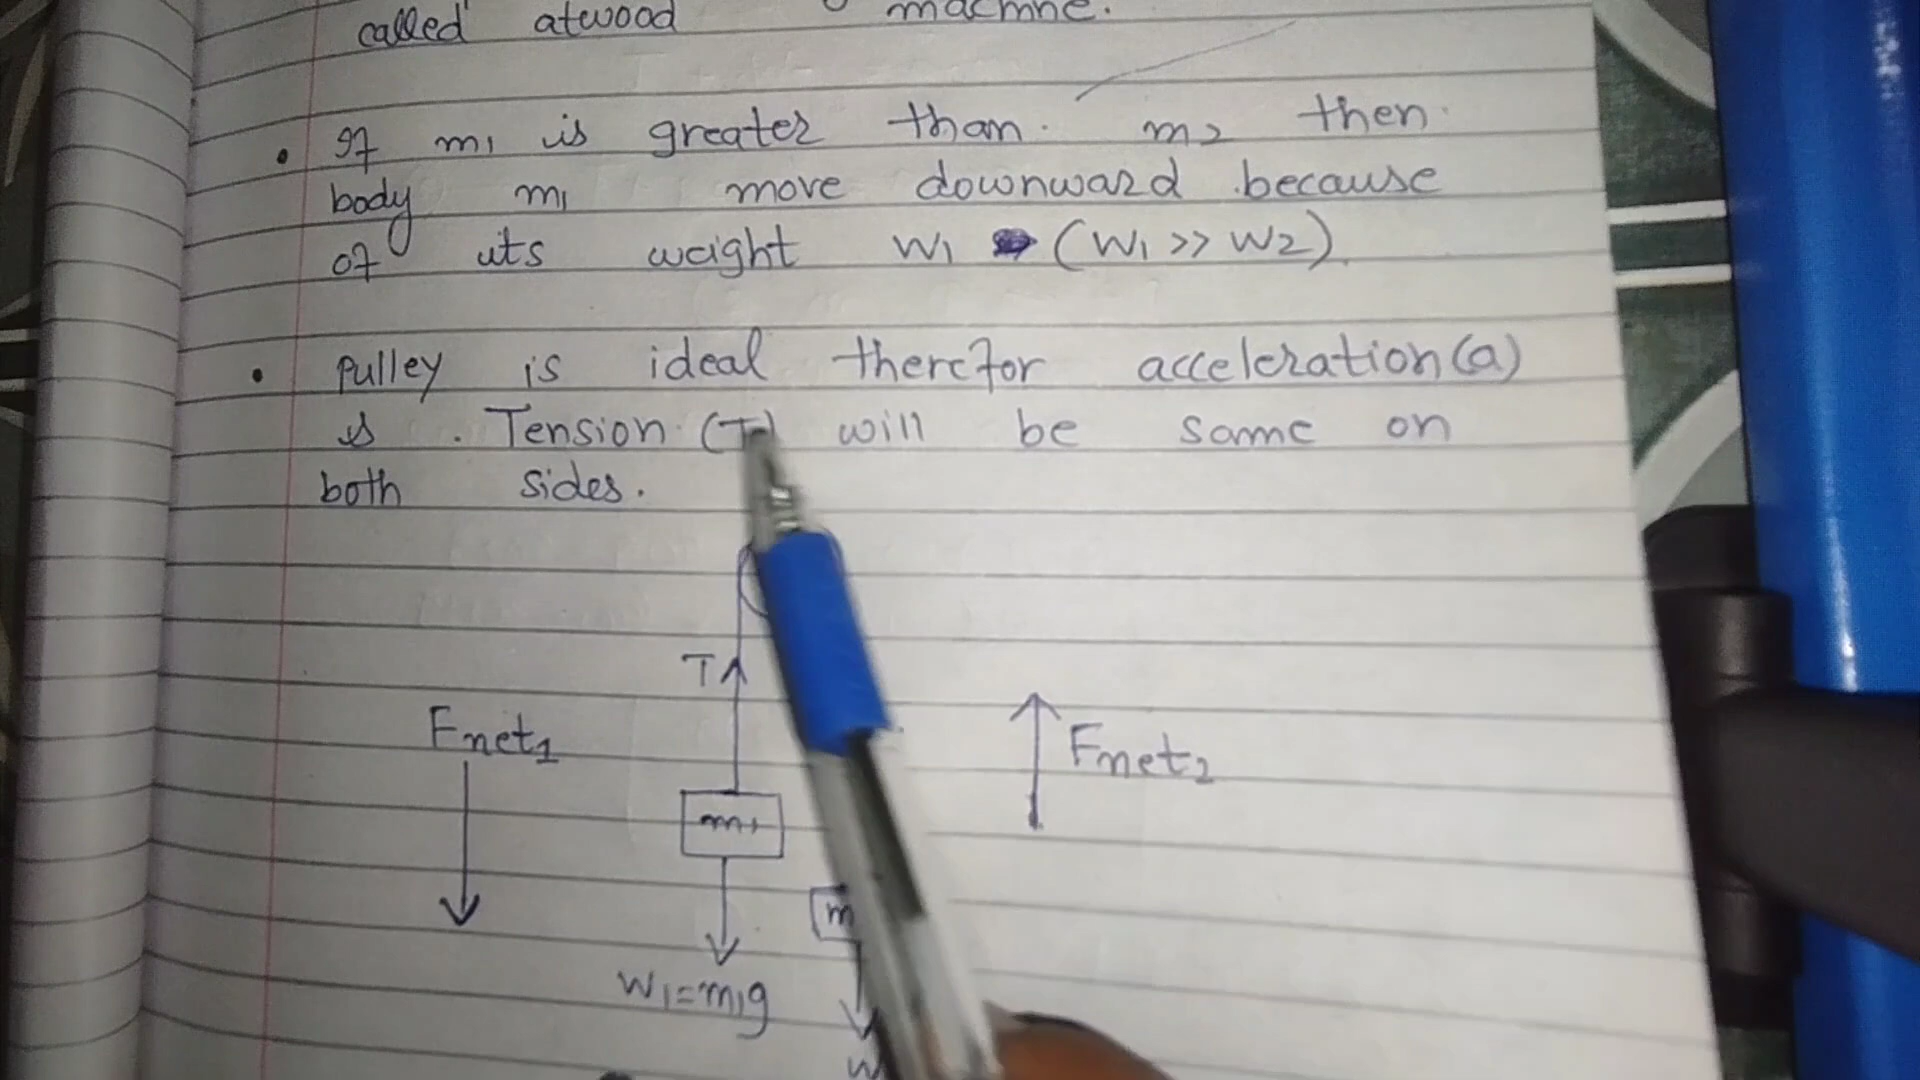 called atwood machine.
• If m1 is greater than. m2 then.
body m1 move downward because
of its weight W1 (W1 >> W2)
• pulley is ideal therefor acceleration(a)
is . Tension (T) will be same on
both sides.
T
Fnet1
Fnet2
m1
m
W1=m1g
W